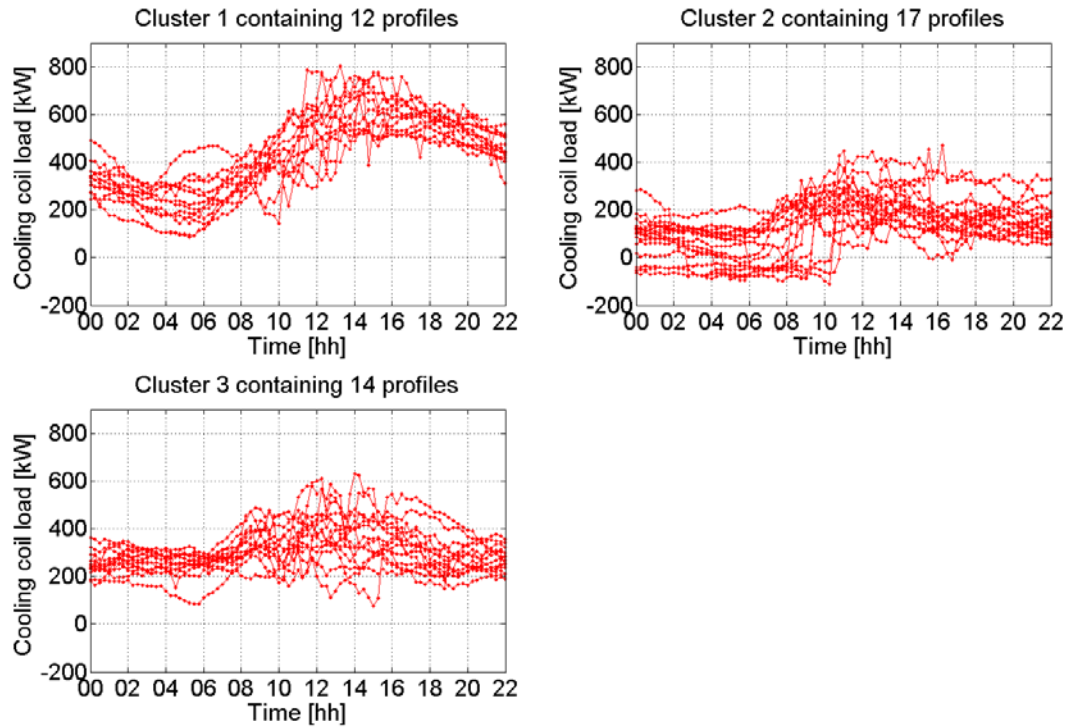 Cluster 1 containing 12 profiles
Cooling coil load [kW]
800
600
400
200
0
-200
00 02 04 06 08 10 12 14 16 18 20 22
Time [hh]
Cluster 2 containing 17 profiles
Cooling coil load [kW]
800
600
400
200
0
-200
00 02 04 06 08 10 12 14 16 18 20 22
Time [hh]
Cluster 3 containing 14 profiles
Cooling coil load [kW]
800
600
400
200
0
-200
00 02 04 06 08 10 12 14 16 18 20 22
Time [hh]